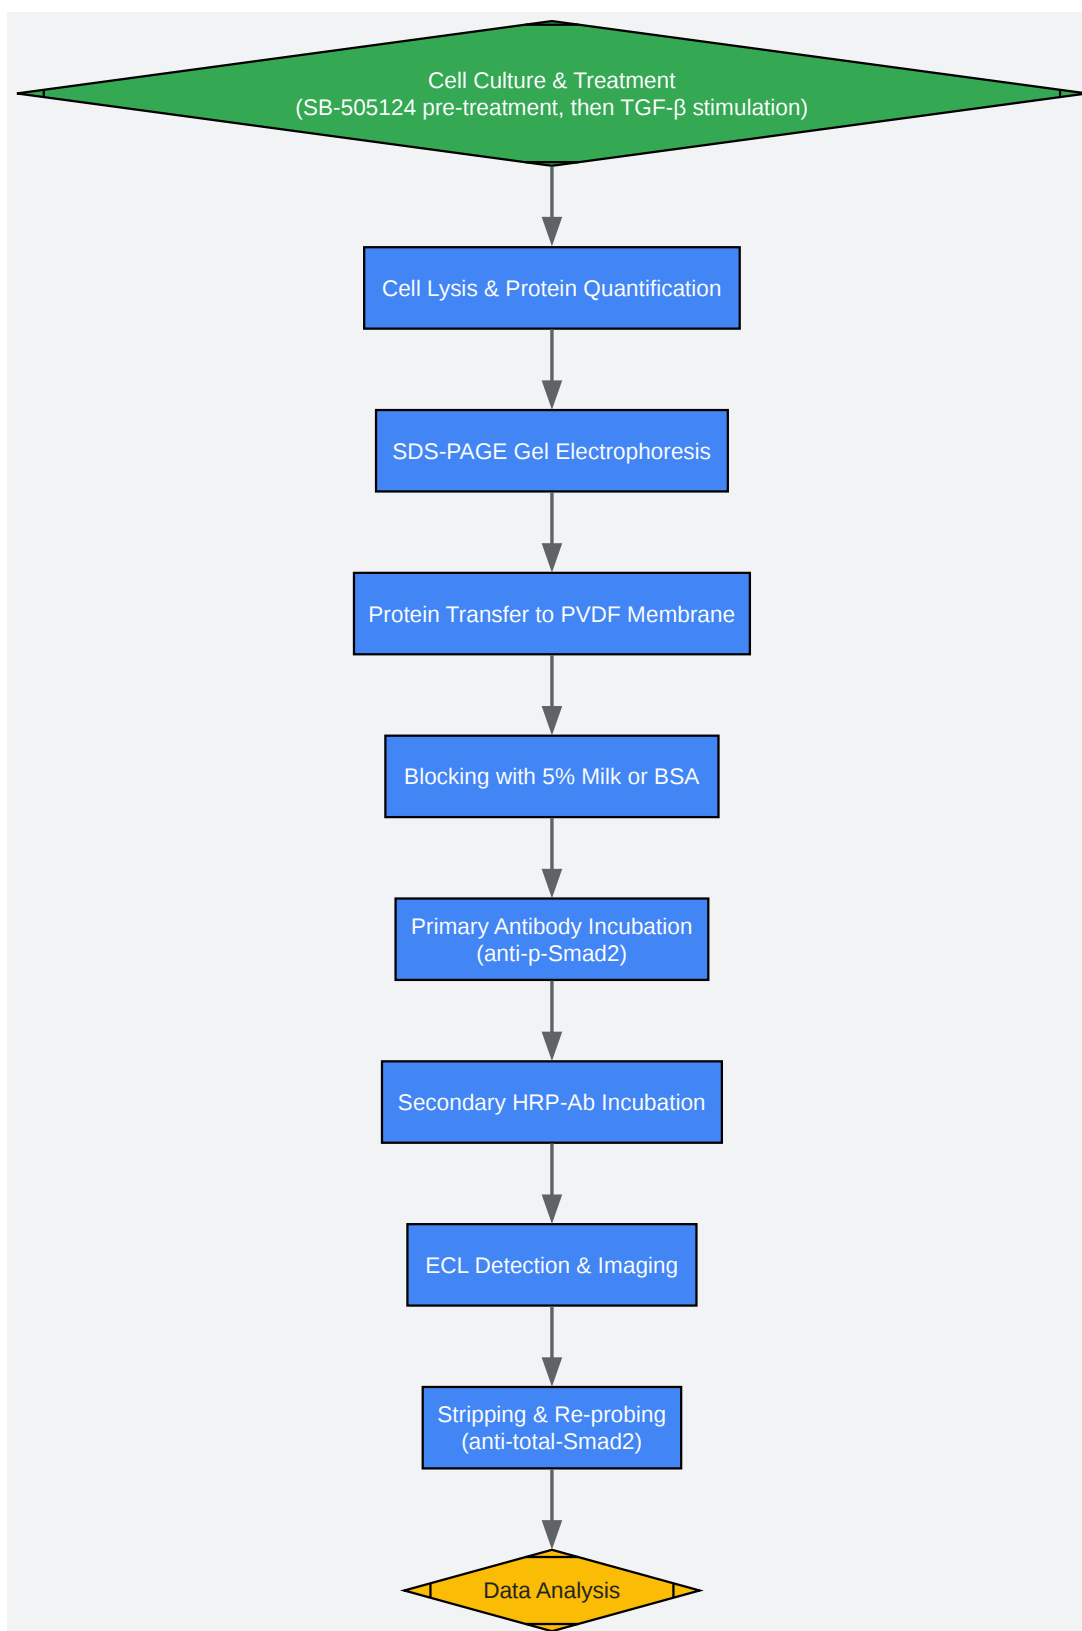 Cell Culture & Treatment
(SB-505124 pre-treatment, then TGF-β stimulation)
Cell Lysis & Protein Quantification
SDS-PAGE Gel Electrophoresis
Protein Transfer to PVDF Membrane
Blocking with 5% Milk or BSA
Primary Antibody Incubation
(anti-p-Smad2)
Secondary HRP-Ab Incubation
ECL Detection & Imaging
Stripping & Re-probing
(anti-total-Smad2)
Data Analysis